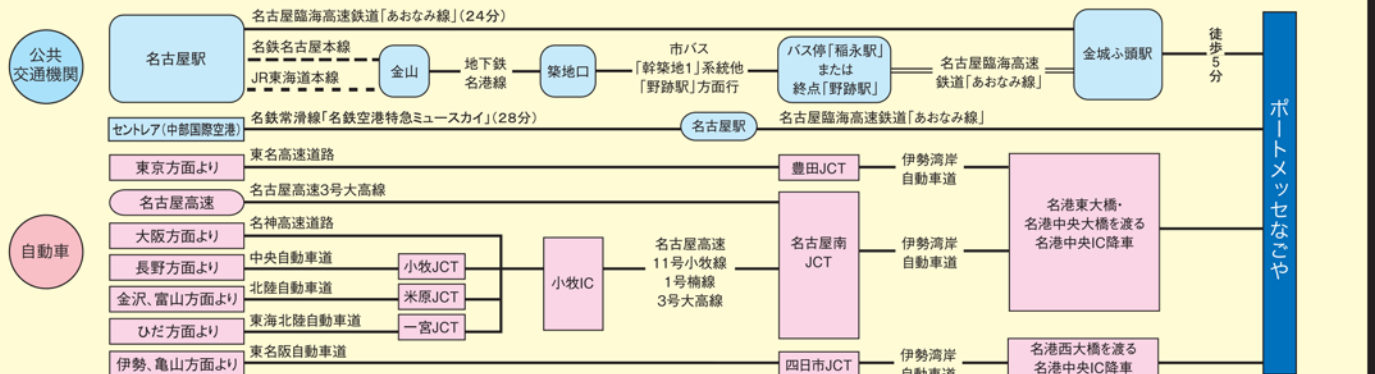 公共
交通機関
名古屋駅
名古屋臨海高速鉄道「あおなみ線」(24分)
名鉄名古屋本線
JR東海道本線
金山
地下鉄
名港線
築地口
市バス
「幹築地1」系統他
「野跡駅」方面行
バス停「稲永駅」
または
終点「野跡駅」
名古屋臨海高速
鉄道「あおなみ線」
金城ふ頭駅
徒歩5分
セントレア(中部国際空港)
名鉄常滑線「名鉄空港特急ミュースカイ」(28分)
名古屋駅
名古屋臨海高速鉄道「あおなみ線」
ポートメッセなごや
自動車
東京方面より
東名高速道路
豊田JCT
伊勢湾岸
自動車道
名古屋高速
名古屋高速3号大高線
大阪方面より
名神高速道路
長野方面より
中央自動車道
小牧JCT
金沢、富山方面より
北陸自動車道
米原JCT
ひだ方面より
東海北陸自動車道
一宮JCT
小牧IC
名古屋高速
11号小牧線
1号楠線
3号大高線
名古屋南
JCT
伊勢湾岸
自動車道
名港東大橋・
名港中央大橋を渡る
名港中央IC降車
伊勢、亀山方面より
東名阪自動車道
四日市JCT
伊勢湾岸
自動車道
名港西大橋を渡る
名港中央IC降車